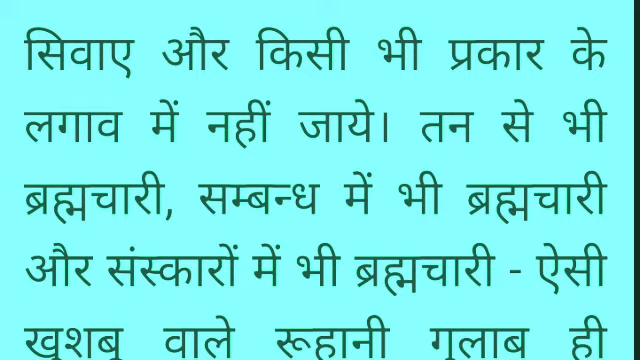 सिवाए और किसी भी प्रकार के
लगाव में नहीं जाये। तन से भी
ब्रह्मचारी, सम्बन्ध में भी ब्रह्मचारी
और संस्कारों में भी ब्रह्मचारी - ऐसी
खुशबू वाले रूहानी गुलाब ही